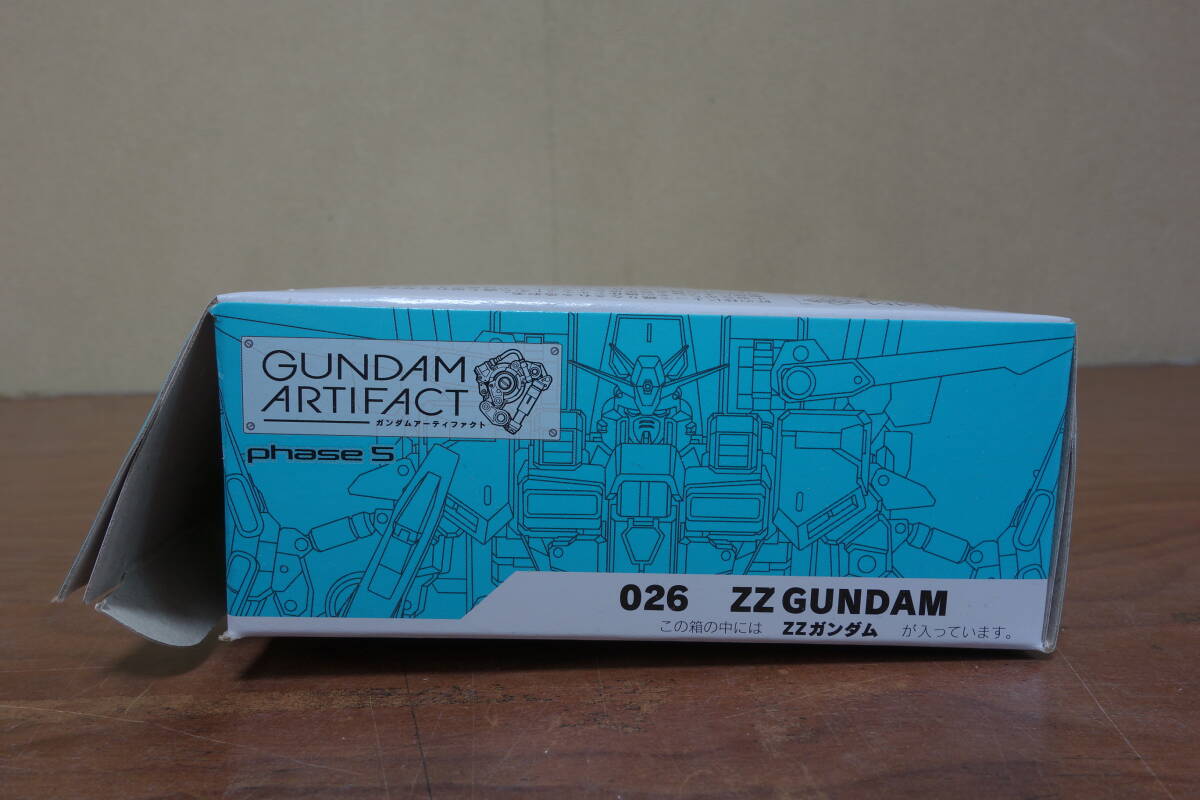 GUNDAM
ARTIFACT
ガンダムアーティファクト
phase 5
026 ZZ GUNDAM
この箱の中には ZZガンダム が入っています。